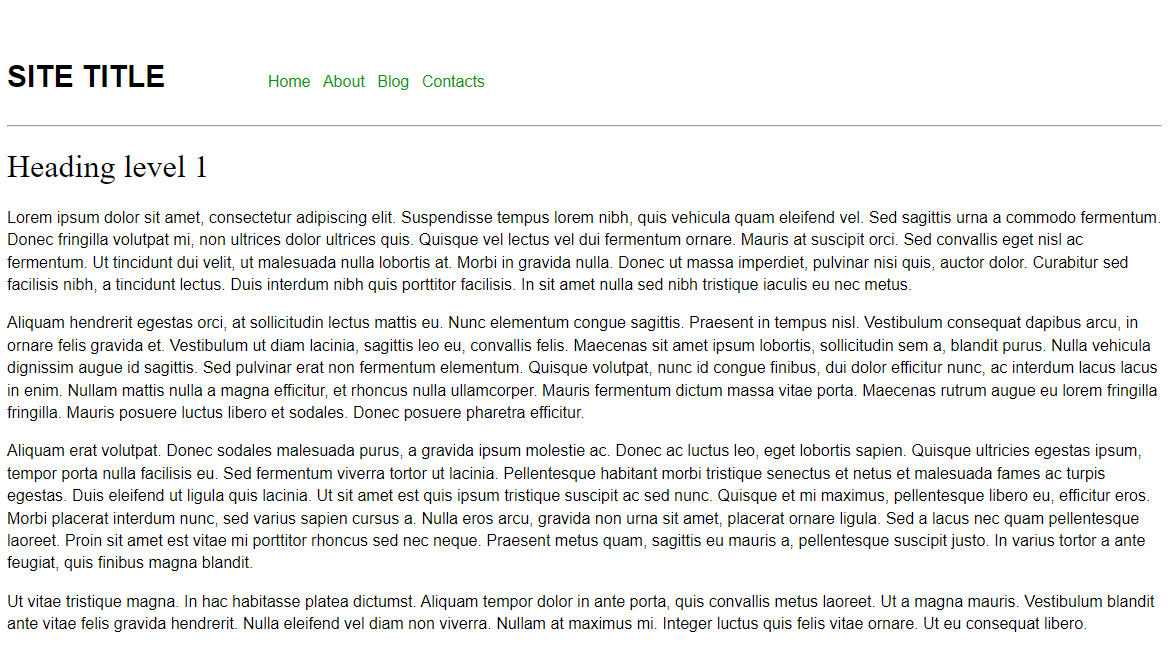 SITE TITLE
Home About Blog Contacts
Heading level 1
Lorem ipsum dolor sit amet, consectetur adipiscing elit. Suspendisse tempus lorem nibh, quis vehicula quam eleifend vel. Sed sagittis urna a commodo fermentum.
Donec fringilla volutpat mi, non ultrices dolor ultrices quis. Quisque vel lectus vel dui fermentum ornare. Mauris at suscipit orci. Sed convallis eget nisl ac
fermentum. Ut tincidunt dui velit, ut malesuada nulla lobortis at. Morbi in gravida nulla. Donec ut massa imperdiet, pulvinar nisi quis, auctor dolor. Curabitur sed
facilisis nibh, a tincidunt lectus. Duis interdum nibh quis porttitor facilisis. In sit amet nulla sed nibh tristique iaculis eu nec metus.
Aliquam hendrerit egestas orci, at sollicitudin lectus mattis eu. Nunc elementum congue sagittis. Praesent in tempus nisl. Vestibulum consequat dapibus arcu, in
ornare felis gravida et. Vestibulum ut diam lacinia, sagittis leo eu, convallis felis. Maecenas sit amet ipsum lobortis, sollicitudin sem a, blandit purus. Nulla vehicula
dignissim augue id sagittis. Sed pulvinar erat non fermentum elementum. Quisque volutpat, nunc id congue finibus, dui dolor efficitur nunc, ac interdum lacus lacus
in enim. Nullam mattis nulla a magna efficitur, et rhoncus nulla ullamcorper. Mauris fermentum dictum massa vitae porta. Maecenas rutrum augue eu lorem fringilla
fringilla. Mauris posuere luctus libero et sodales. Donec posuere pharetra efficitur.
Aliquam erat volutpat. Donec sodales malesuada purus, a gravida ipsum molestie ac. Donec ac luctus leo, eget lobortis sapien. Quisque ultricies egestas ipsum,
tempor porta nulla facilisis eu. Sed fermentum viverra tortor ut lacinia. Pellentesque habitant morbi tristique senectus et netus et malesuada fames ac turpis
egestas. Duis eleifend ut ligula quis lacinia. Ut sit amet est quis ipsum tristique suscipit ac sed nunc. Quisque et mi maximus, pellentesque libero eu, efficitur eros.
Morbi placerat interdum nunc, sed varius sapien cursus a. Nulla eros arcu, gravida non urna sit amet, placerat ornare ligula. Sed a lacus nec quam pellentesque
laoreet. Proin sit amet est vitae mi porttitor rhoncus sed nec neque. Praesent metus quam, sagittis eu mauris a, pellentesque suscipit justo. In varius tortor a ante
feugiat, quis finibus magna blandit.
Ut vitae tristique magna. In hac habitasse platea dictumst. Aliquam tempor dolor in ante porta, quis convallis metus laoreet. Ut a magna mauris. Vestibulum blandit
ante vitae felis gravida hendrerit. Nulla eleifend vel diam non viverra. Nullam at maximus mi. Integer luctus quis felis vitae ornare. Ut eu consequat libero.